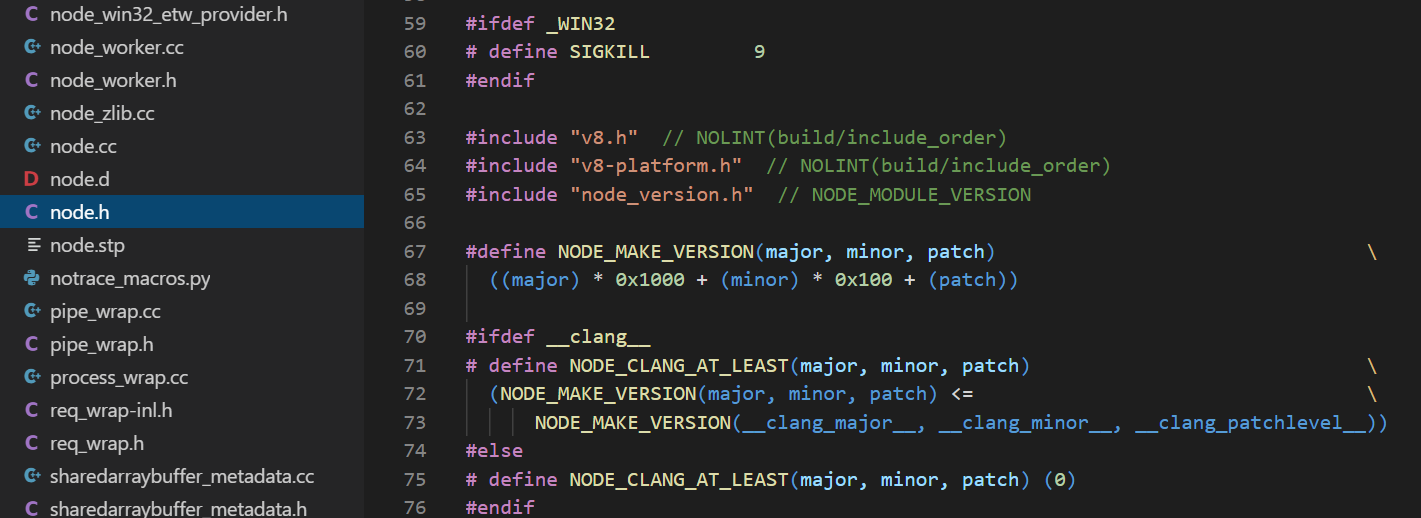 node_win32_etw_provider.h
node_worker.cc
node_worker.h
node_zlib.cc
node.cc
node.d
node.h
node.stp
notrace_macros.py
pipe_wrap.cc
pipe_wrap.h
process_wrap.cc
req_wrap-inl.h
req_wrap.h
sharedarraybuffer_metadata.cc
sharedarraybuffer_metadata.h
59 #ifdef _WIN32
60 # define SIGKILL         9
61 #endif
62
63 #include "v8.h"  // NOLINT(build/include_order)
64 #include "v8-platform.h"  // NOLINT(build/include_order)
65 #include "node_version.h"  // NODE_MODULE_VERSION
66
67 #define NODE_MAKE_VERSION(major, minor, patch)                                \
68   ((major) * 0x1000 + (minor) * 0x100 + (patch))
69
70 #ifdef __clang__
71 # define NODE_CLANG_AT_LEAST(major, minor, patch)                             \
72   (NODE_MAKE_VERSION(major, minor, patch) <=                                  \
73       NODE_MAKE_VERSION(__clang_major__, __clang_minor__, __clang_patchlevel__))
74 #else
75 # define NODE_CLANG_AT_LEAST(major, minor, patch) (0)
76 #endif